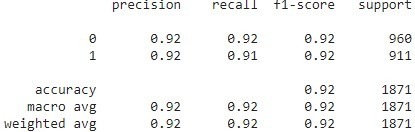 precision recall f1-score support
0 0.92 0.92 0.92 960
1 0.92 0.91 0.92 911
accuracy 0.92 1871
macro avg 0.92 0.92 0.92 1871
weighted avg 0.92 0.92 0.92 1871